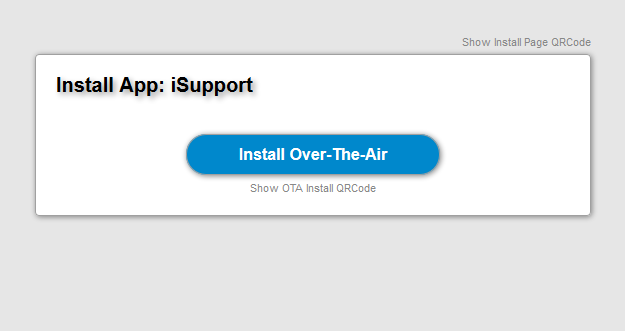 Show Install Page QRCode
Install App: iSupport
Install Over-The-Air
Show OTA Install QRCode